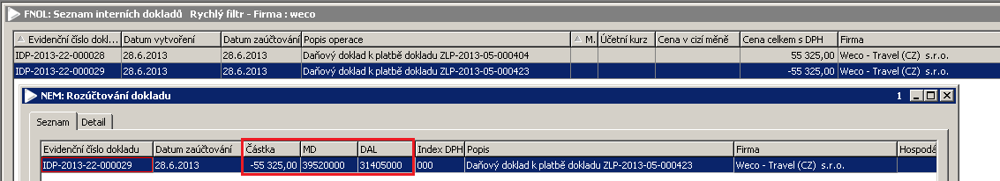 FNOL: Seznam interních dokladů Rychlý filtr - Firma : weco
Evidenční číslo dokl... Datum vytvoření Datum zaúčtování Popis operace M. Účetní kurz Cena v cizí měně Cena celkem s DPH Firma
IDP-2013-22-000028 28.6.2013 28.6.2013 Daňový doklad k platbě dokladu ZLP-2013-05-000404 55 325,00 Weco - Travel (CZ) s.r.o.
IDP-2013-22-000029 28.6.2013 28.6.2013 Daňový doklad k platbě dokladu ZLP-2013-05-000423 -55 325,00 Weco - Travel (CZ) s.r.o.
NEM: Rozúčtování dokladu 1
Seznam Detail
Evidenční číslo dokladu Datum zaúčtování Částka MD DAL Index DPH Popis Firma Hospodá
IDP-2013-22-000029 28.6.2013 -55 325,00 39520000 31405000 000 Daňový doklad k platbě dokladu ZLP-2013-05-000423 Weco - Travel (CZ) s.r.o.